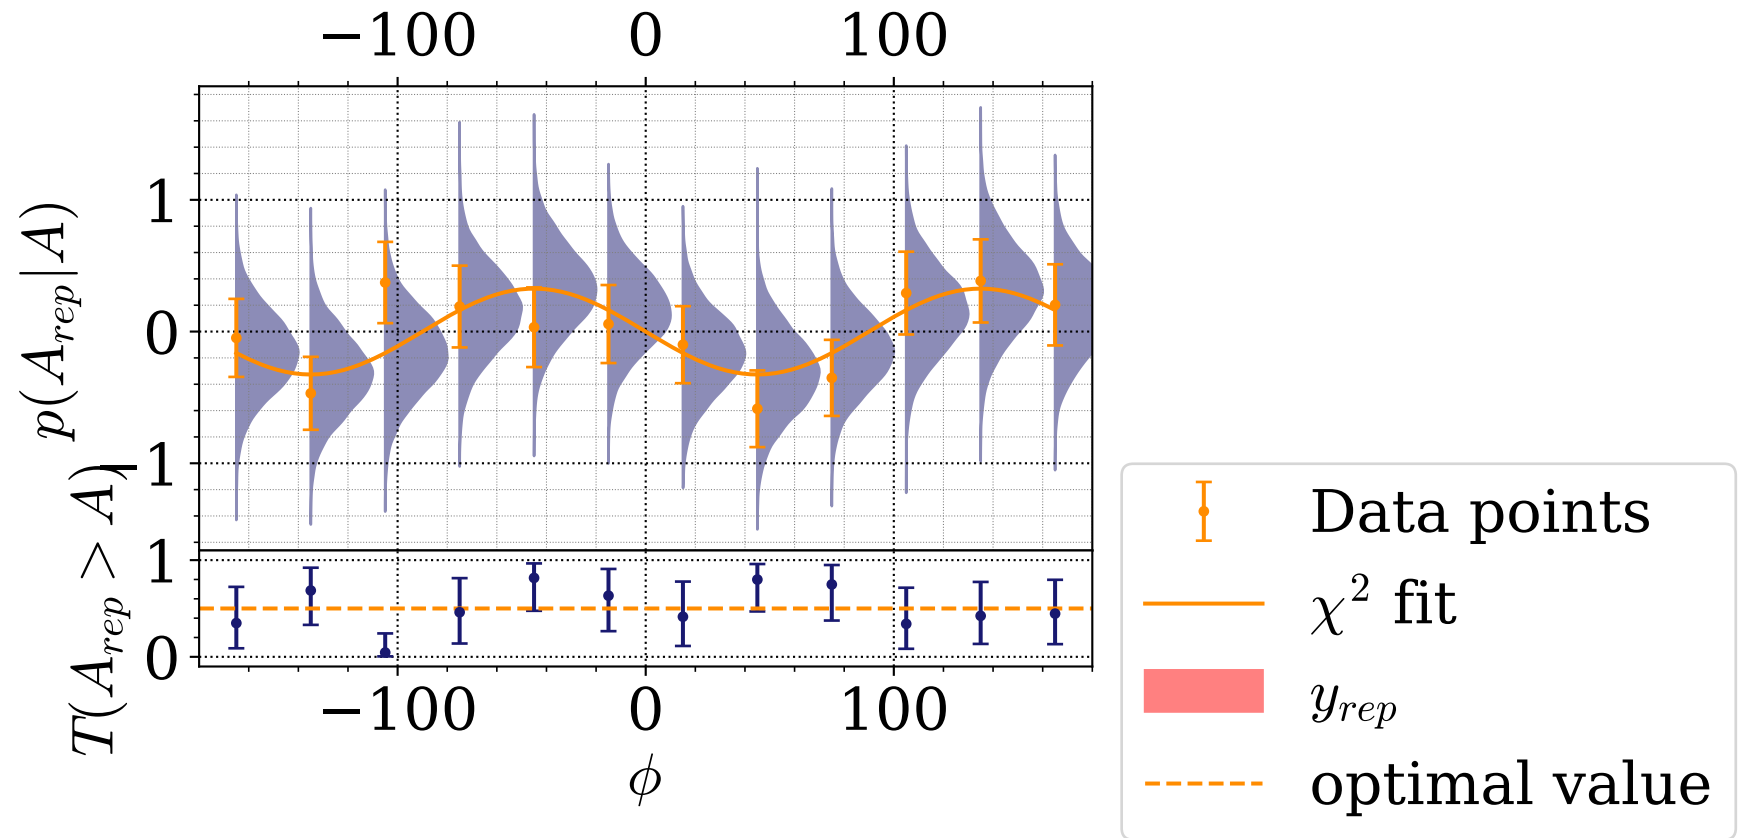 −100 0 100
p(A_rep|A)
1
0
−1
T(A_rep > A)
1
0
−100 0 100
ϕ
Data points
χ² fit
y_rep
optimal value